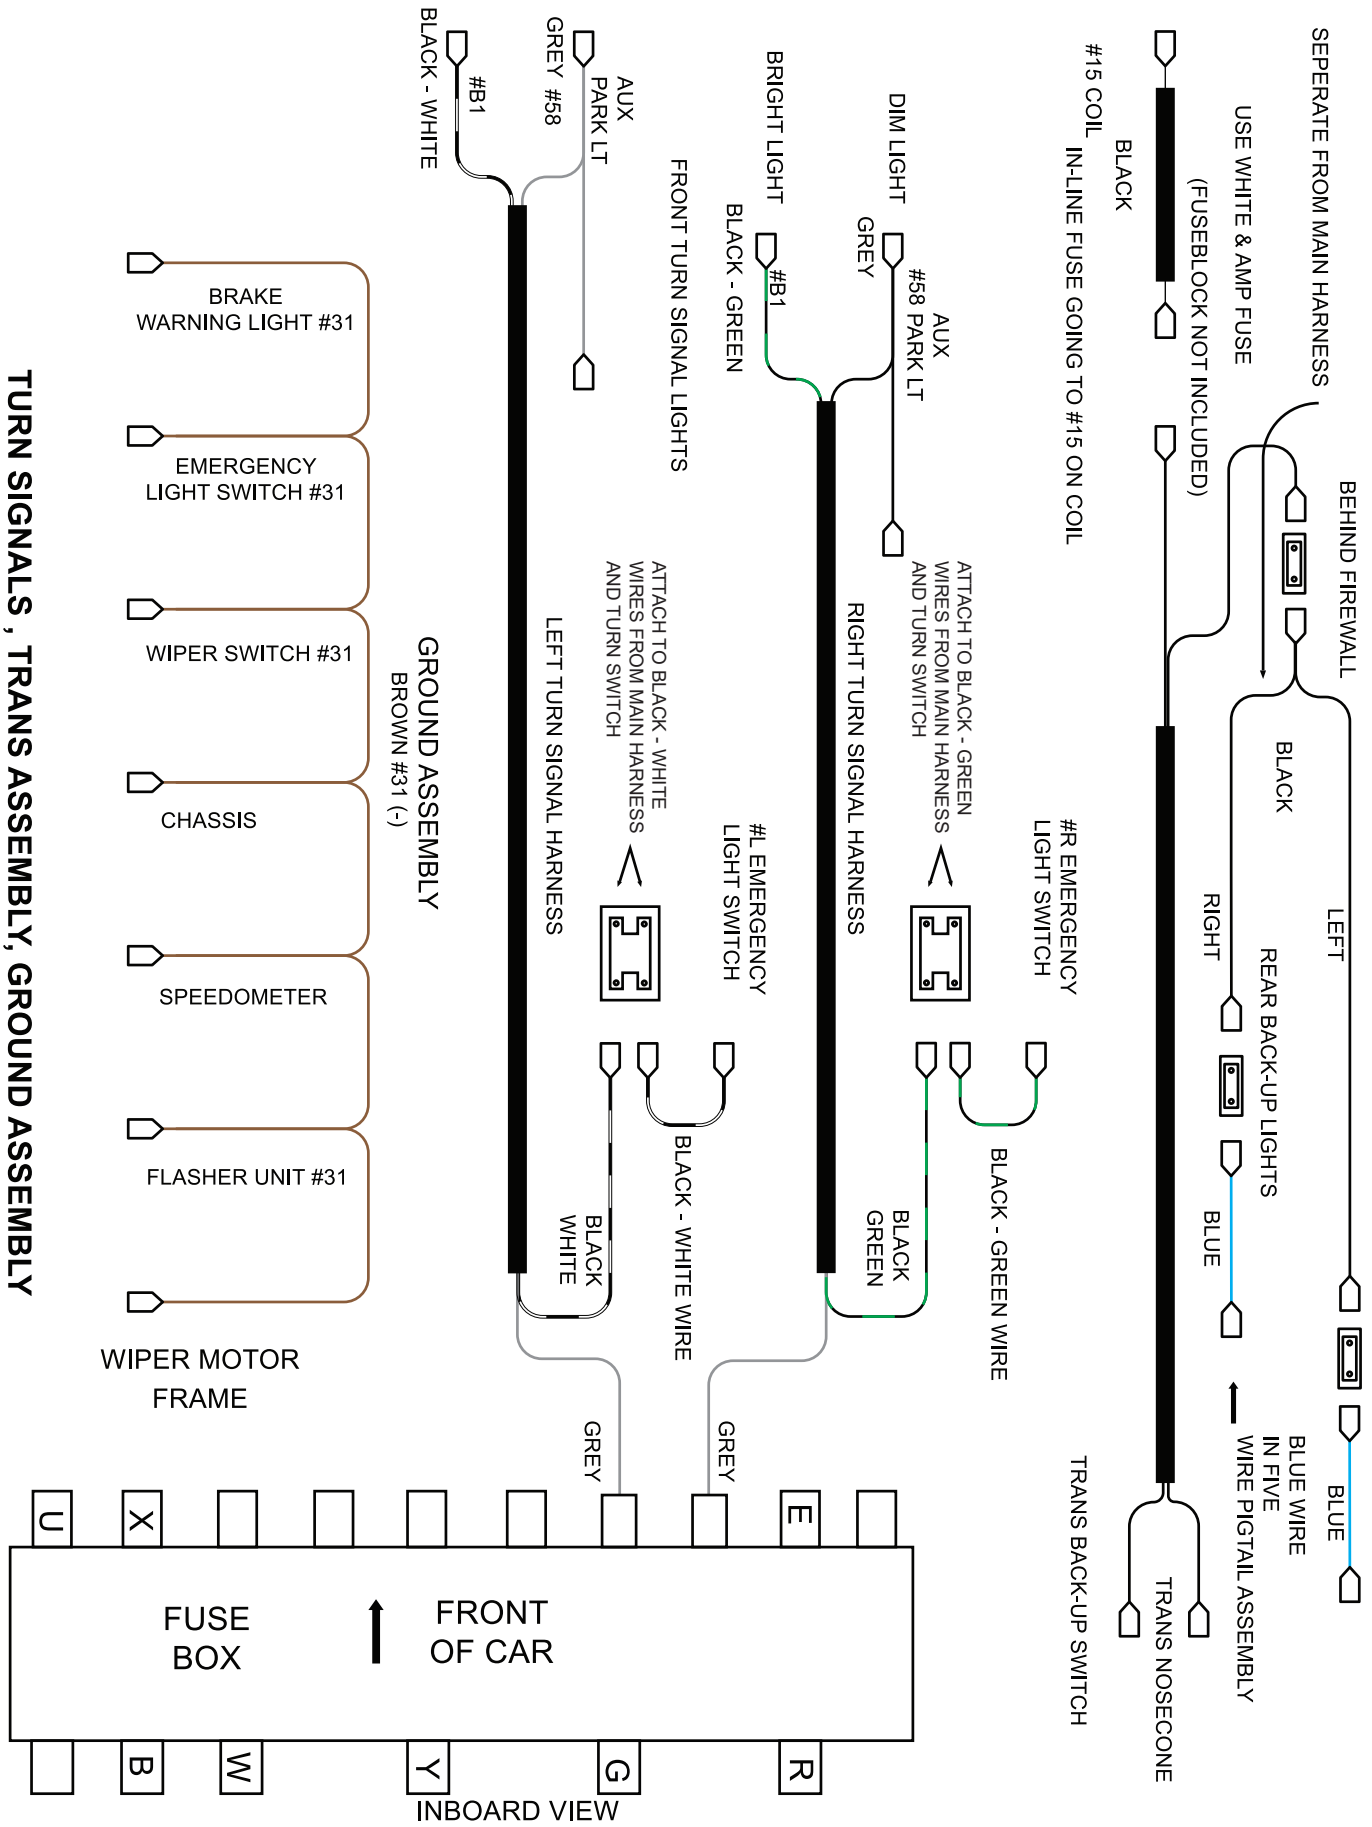 SEPERATE FROM MAIN HARNESS
BEHIND FIREWALL
USE WHITE & AMP FUSE
(FUSEBLOCK NOT INCLUDED)
#15 COIL
BLACK
IN-LINE FUSE GOING TO #15 ON COIL
BLACK
LEFT
RIGHT
REAR BACK-UP LIGHTS
BLUE
BLUE
BLUE WIRE
IN FIVE
WIRE PIGTAIL ASSEMBLY
TRANS NOSECONE
TRANS BACK-UP SWITCH
DIM LIGHT
GREY
AUX
#58 PARK LT
BRIGHT LIGHT
#B1
BLACK - GREEN
FRONT TURN SIGNAL LIGHTS
ATTACH TO BLACK - GREEN
WIRES FROM MAIN HARNESS
AND TURN SWITCH
RIGHT TURN SIGNAL HARNESS
#R EMERGENCY
LIGHT SWITCH
BLACK - GREEN WIRE
BLACK
GREEN
GREY
AUX
PARK LT
GREY #58
#B1
BLACK - WHITE
ATTACH TO BLACK - WHITE
WIRES FROM MAIN HARNESS
AND TURN SWITCH
LEFT TURN SIGNAL HARNESS
#L EMERGENCY
LIGHT SWITCH
BLACK - WHITE WIRE
BLACK
WHITE
GREY
GROUND ASSEMBLY
BROWN #31 (-)
BRAKE
WARNING LIGHT #31
EMERGENCY
LIGHT SWITCH #31
WIPER SWITCH #31
CHASSIS
SPEEDOMETER
FLASHER UNIT #31
WIPER MOTOR
FRAME
U
X
E
FUSE
BOX
FRONT
OF CAR
B
W
Y
G
R
INBOARD VIEW
TURN SIGNALS , TRANS ASSEMBLY, GROUND ASSEMBLY